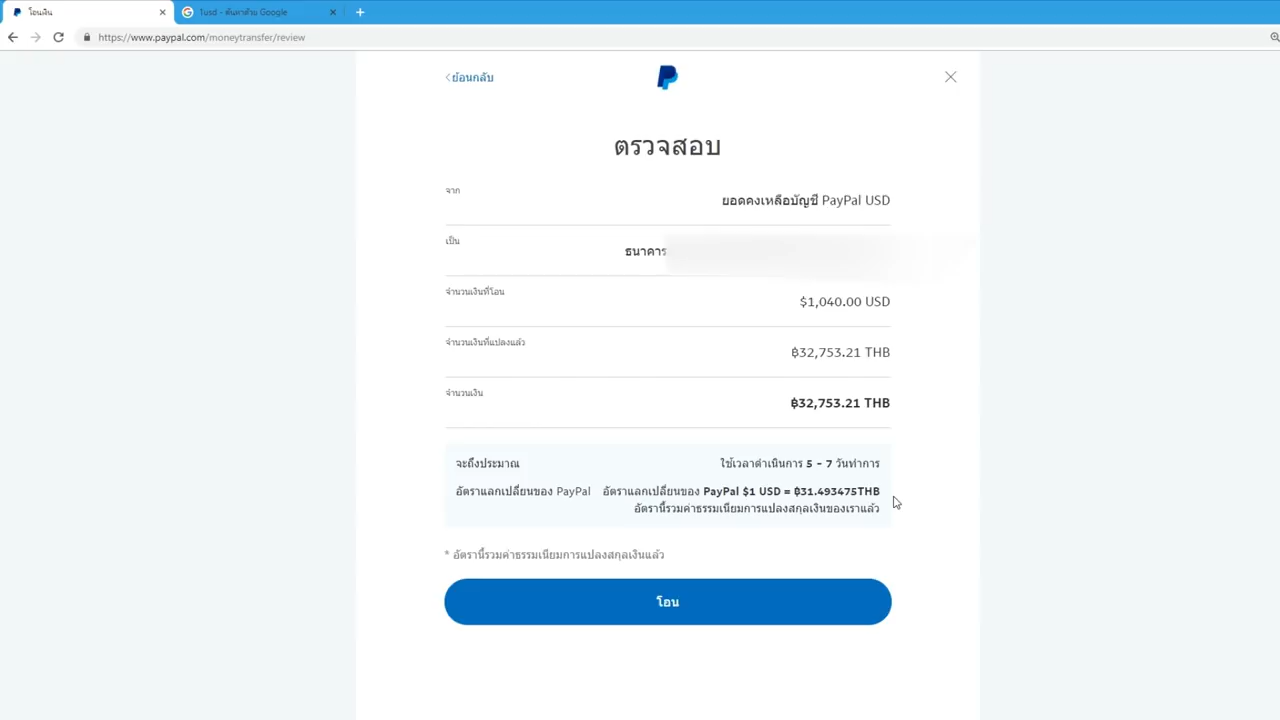 โอนเงิน
1usd - ค้นหาด้วย Google
https://www.paypal.com/moneytransfer/review
ย้อนกลับ
ตรวจสอบ
จาก
ยอดคงเหลือบัญชี PayPal USD
เป็น
ธนาคาร
จำนวนเงินที่โอน
$1,040.00 USD
จำนวนเงินที่แปลงแล้ว
฿32,753.21 THB
จำนวนเงิน
฿32,753.21 THB
จะถึงประมาณ
ใช้เวลาดำเนินการ 5 - 7 วันทำการ
อัตราแลกเปลี่ยนของ PayPal
อัตราแลกเปลี่ยนของ PayPal $1 USD = ฿31.493475THB
อัตรานี้รวมค่าธรรมเนียมการแปลงสกุลเงินของเราแล้ว
* อัตรานี้รวมค่าธรรมเนียมการแปลงสกุลเงินแล้ว
โอน